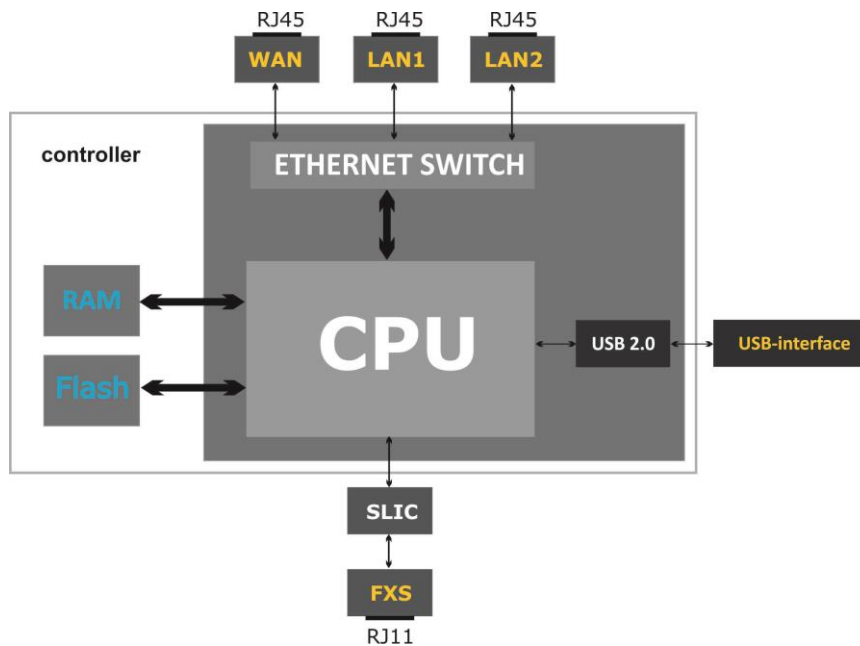 RJ45 RJ45 RJ45
WAN LAN1 LAN2
controller
ETHERNET SWITCH
RAM
CPU
USB 2.0 USB-interface
Flash
SLIC
FXS
RJ11